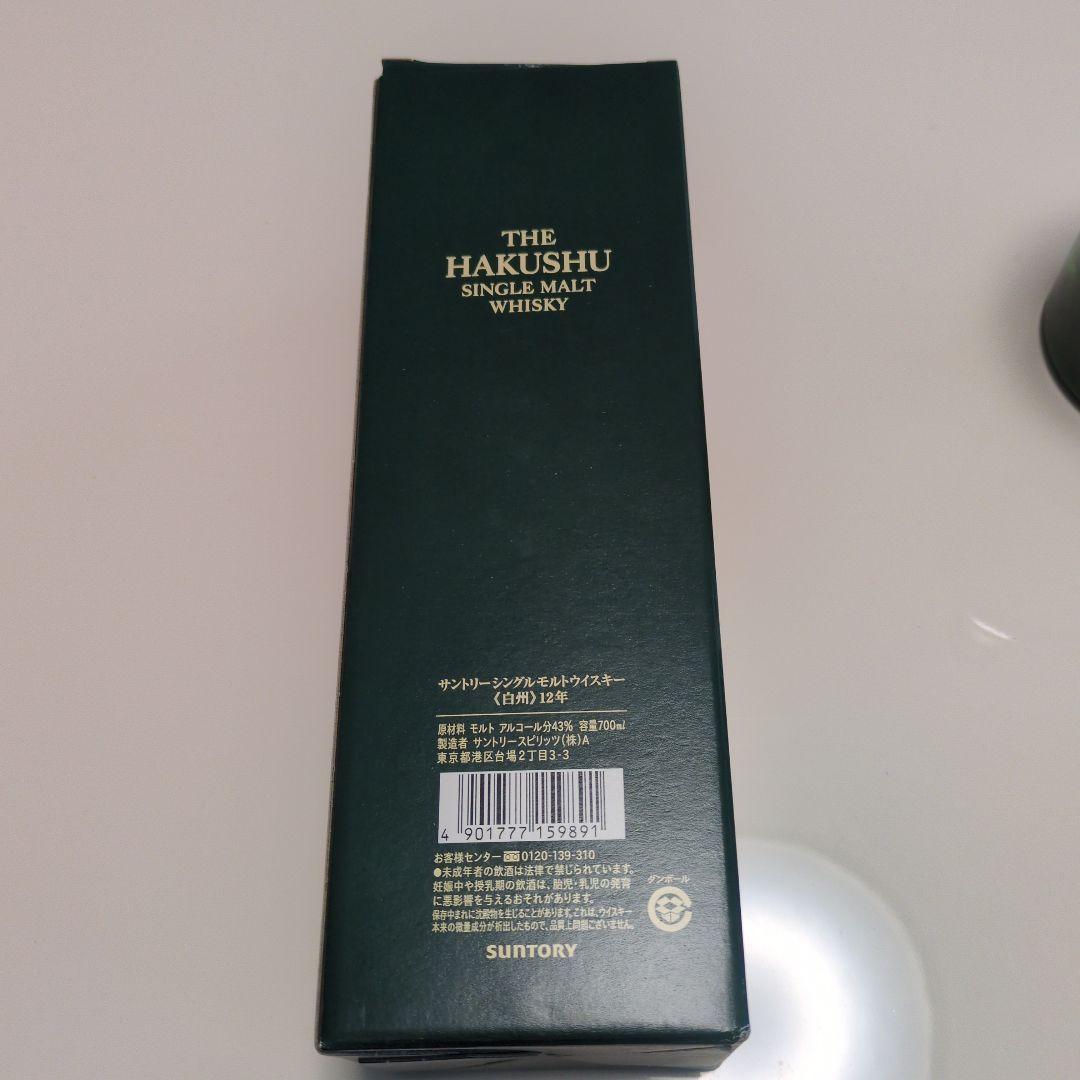 THE
HAKUSHU
SINGLE MALT
WHISKY
サントリーシングルモルトウイスキー
《白州》12年
原材料 モルト アルコール分43% 容量700mℓ
製造者 サントリースピリッツ(株)A
東京都港区台場2丁目3-3
4 901777 159891
お客様センター 0120-139-310
●未成年者の飲酒は法律で禁じられています。
妊娠中や授乳期の飲酒は、胎児・乳児の発育
に悪影響を与えるおそれがあります。
保存中まれに沈殿物を生じることがあります。これは、ウイスキー
本来の微量成分が析出したもので、品質上問題ございません。
ダンボール
SUNTORY